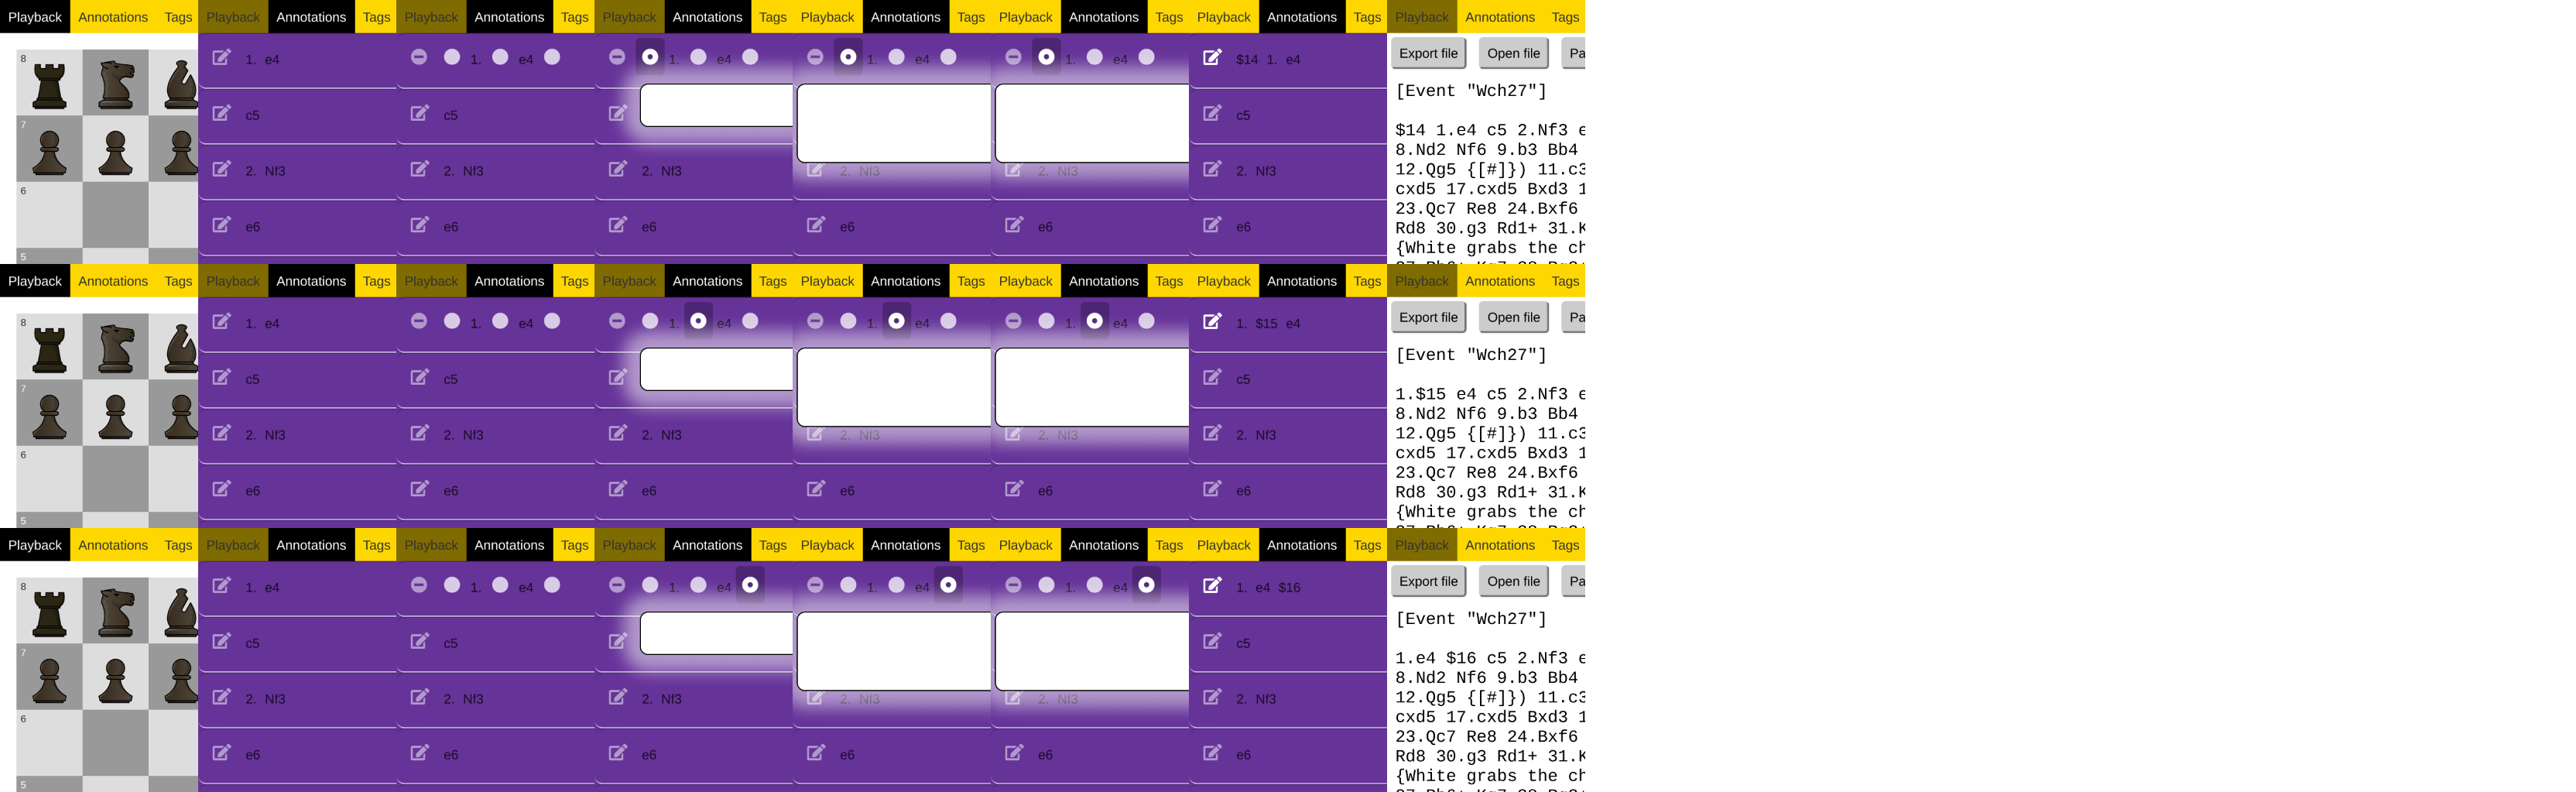 Playback Annotations Tags
8
7
6
5
Playback Annotations Tags
1. e4
c5
2. Nf3
e6
Playback Annotations Tags
1. e4
c5
2. Nf3
e6
Playback Annotations Tags
1. e4
2. Nf3
e6
Playback Annotations Tags
1. e4
2. Nf3
e6
Playback Annotations Tags
1. e4
2. Nf3
e6
Playback Annotations Tags
$14 1. e4
c5
2. Nf3
e6
Playback Annotations Tags
Export file Open file Pa
[Event "Wch27"]
$14 1.e4 c5 2.Nf3 e
8.Nd2 Nf6 9.b3 Bb4
12.Qg5 {[#]}) 11.c3
cxd5 17.cxd5 Bxd3 1
23.Qc7 Re8 24.Bxf6
Rd8 30.g3 Rd1+ 31.K
{White grabs the ch
Playback Annotations Tags
8
7
6
5
Playback Annotations Tags
1. e4
c5
2. Nf3
e6
Playback Annotations Tags
1. e4
c5
2. Nf3
e6
Playback Annotations Tags
1. e4
2. Nf3
e6
Playback Annotations Tags
1. e4
2. Nf3
e6
Playback Annotations Tags
1. e4
2. Nf3
e6
Playback Annotations Tags
1. $15 e4
c5
2. Nf3
e6
Playback Annotations Tags
Export file Open file Pa
[Event "Wch27"]
1.$15 e4 c5 2.Nf3 e
8.Nd2 Nf6 9.b3 Bb4
12.Qg5 {[#]}) 11.c3
cxd5 17.cxd5 Bxd3 1
23.Qc7 Re8 24.Bxf6
Rd8 30.g3 Rd1+ 31.K
{White grabs the ch
Playback Annotations Tags
8
7
6
5
Playback Annotations Tags
1. e4
c5
2. Nf3
e6
Playback Annotations Tags
1. e4
c5
2. Nf3
e6
Playback Annotations Tags
1. e4
2. Nf3
e6
Playback Annotations Tags
1. e4
2. Nf3
e6
Playback Annotations Tags
1. e4
2. Nf3
e6
Playback Annotations Tags
1. e4 $16
c5
2. Nf3
e6
Playback Annotations Tags
Export file Open file Pa
[Event "Wch27"]
1.e4 $16 c5 2.Nf3 e
8.Nd2 Nf6 9.b3 Bb4
12.Qg5 {[#]}) 11.c3
cxd5 17.cxd5 Bxd3 1
23.Qc7 Re8 24.Bxf6
Rd8 30.g3 Rd1+ 31.K
{White grabs the ch